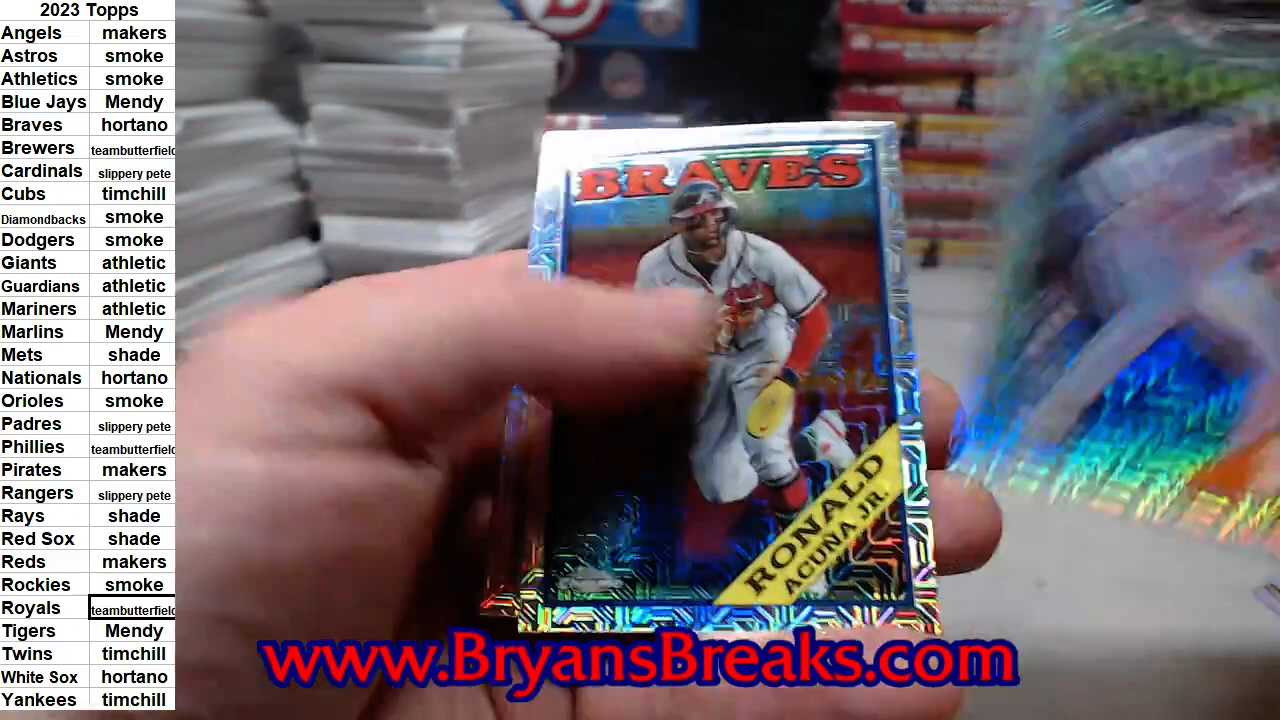 2023 Topps
Angels makers
Astros smoke
Athletics smoke
Blue Jays Mendy
Braves hortano
Brewers teambutterfield
Cardinals slippery pete
Cubs timchill
Diamondbacks smoke
Dodgers smoke
Giants athletic
Guardians athletic
Mariners athletic
Marlins Mendy
Mets shade
Nationals hortano
Orioles smoke
Padres slippery pete
Phillies teambutterfield
Pirates makers
Rangers slippery pete
Rays shade
Red Sox shade
Reds makers
Rockies smoke
Royals teambutterfield
Tigers Mendy
Twins timchill
White Sox hortano
Yankees timchill
BRAVES
RONALD
ACUNA JR.
www.BryansBreaks.com